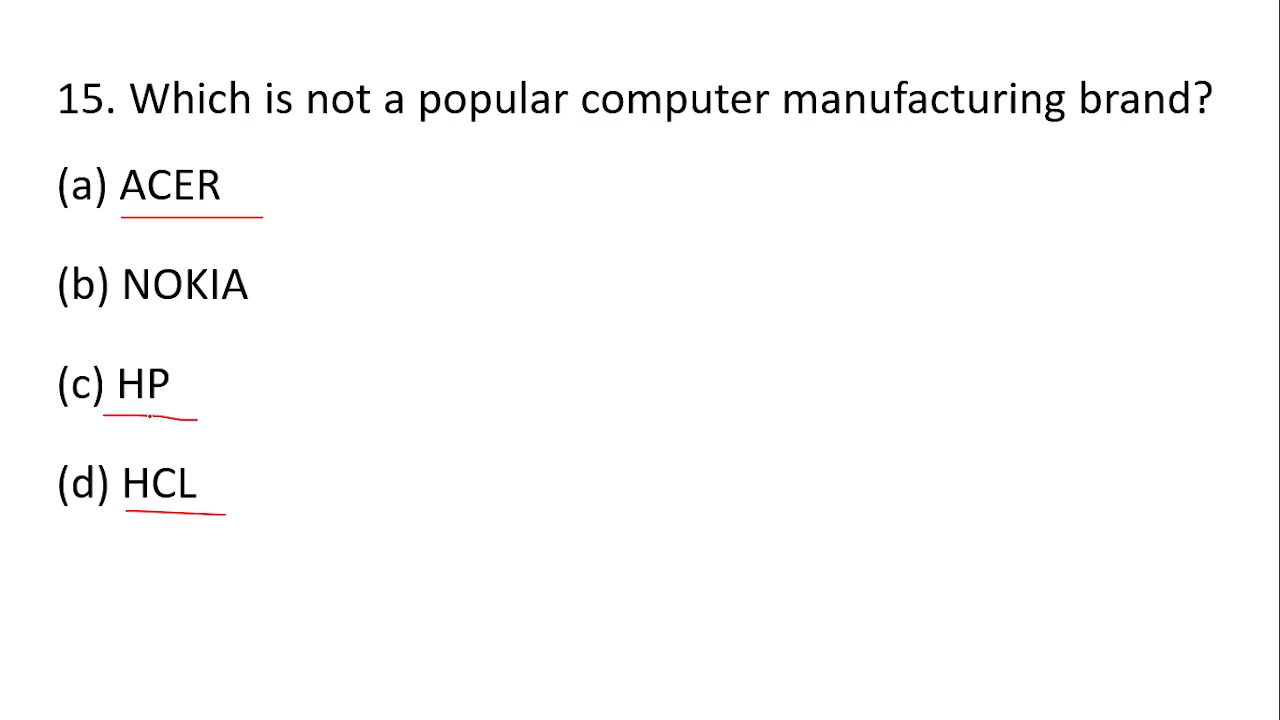 15. Which is not a popular computer manufacturing brand?
(a) ACER
(b) NOKIA
(c) HP
(d) HCL